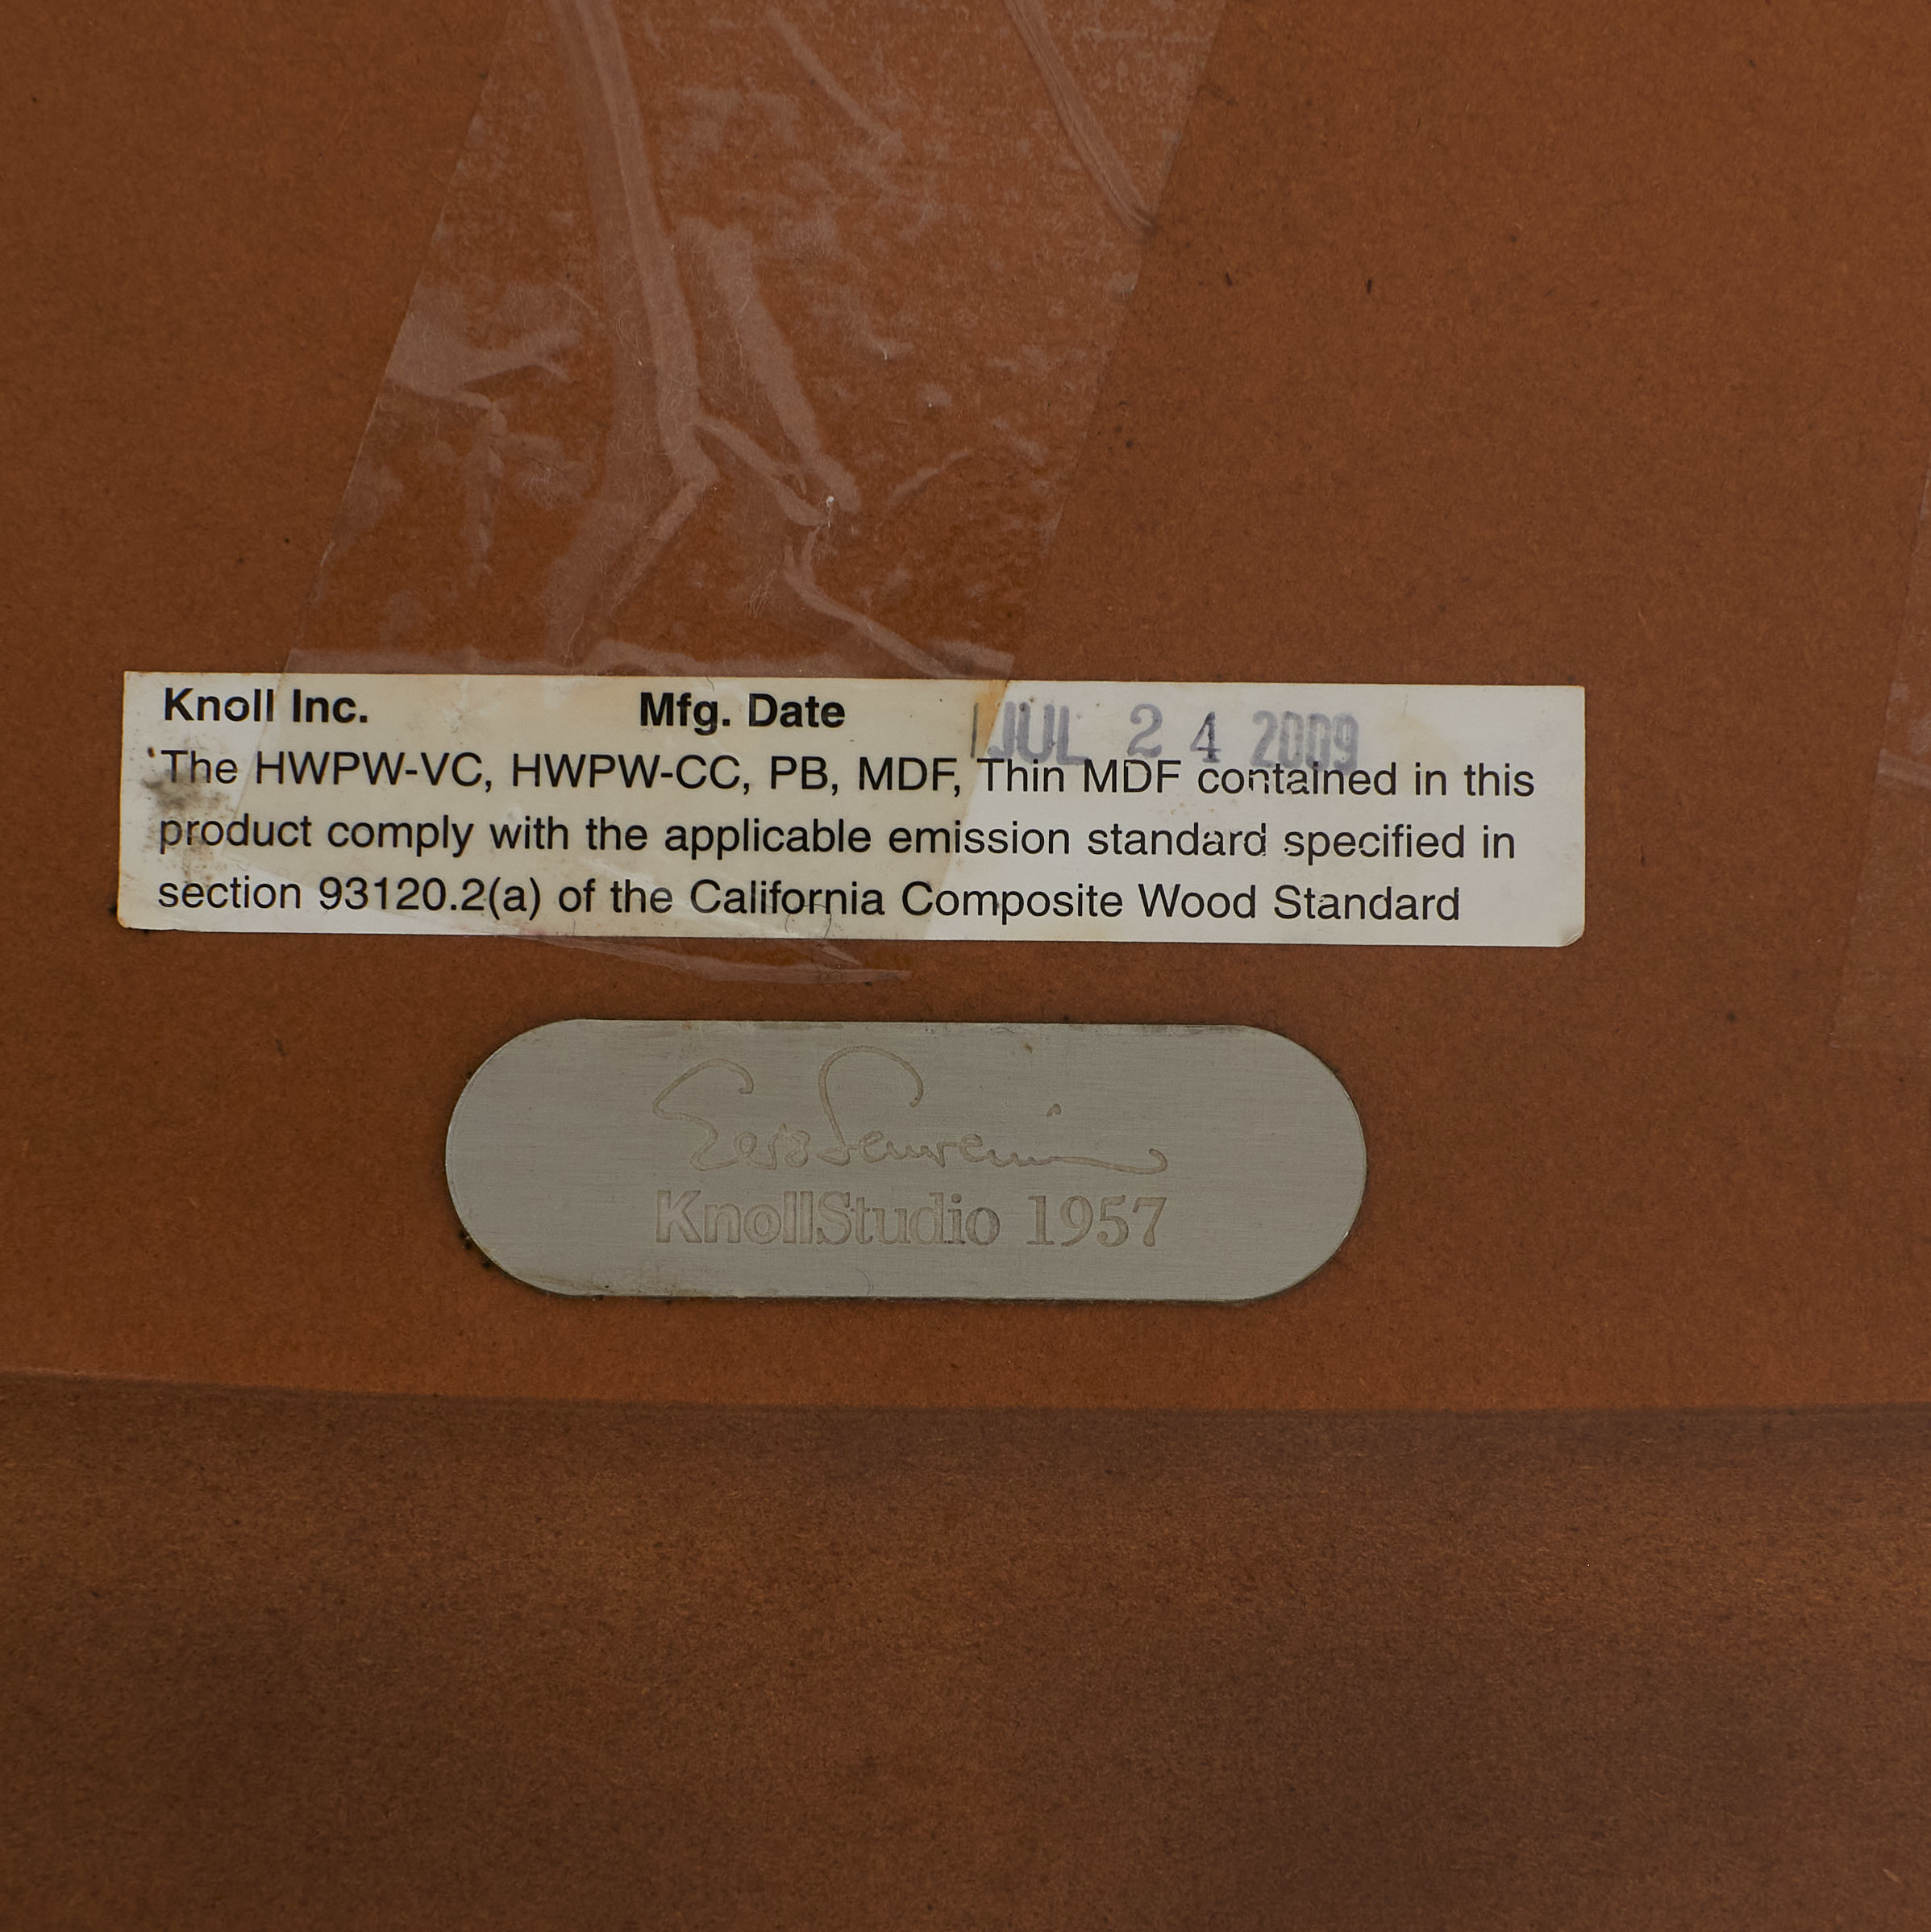 Knoll Inc. Mfg. Date JUL 24 2009
The HWPW-VC, HWPW-CC, PB, MDF, Thin MDF contained in this
product comply with the applicable emission standard specified in
section 93120.2(a) of the California Composite Wood Standard
Eero Saarinen
KnollStudio 1957